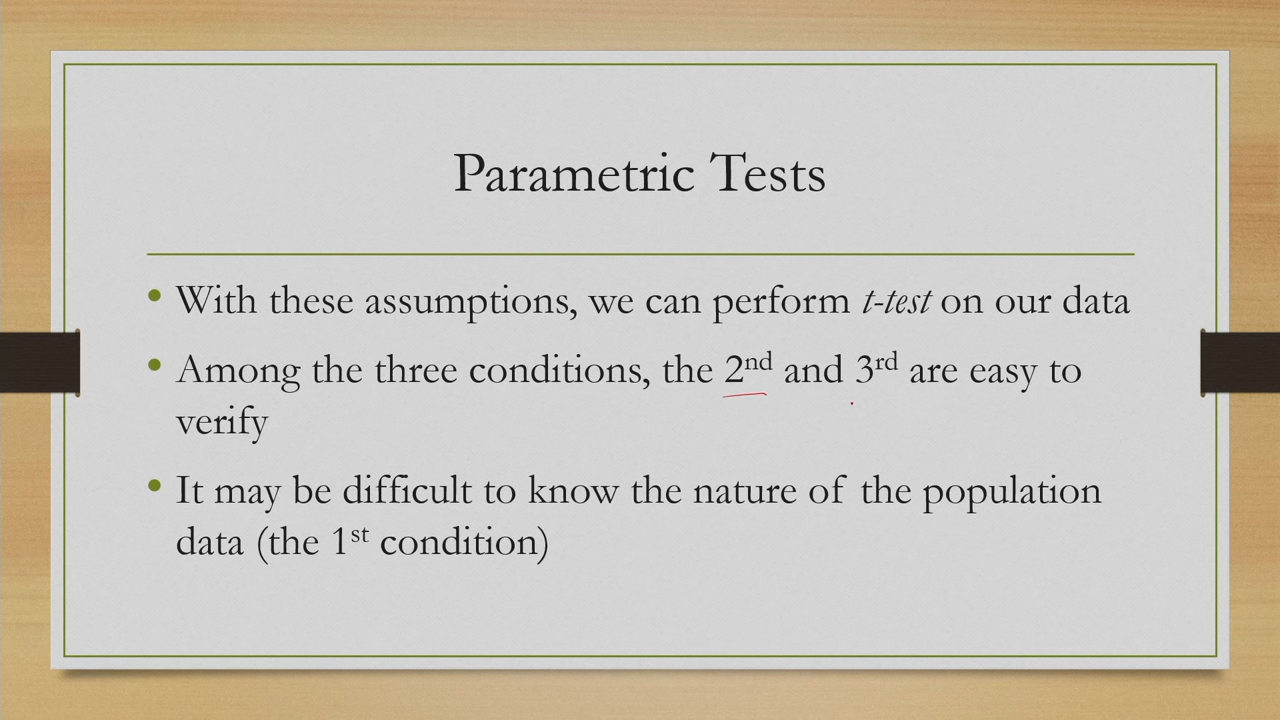 Parametric Tests
• With these assumptions, we can perform t-test on our data
• Among the three conditions, the 2nd and 3rd are easy to
verify
• It may be difficult to know the nature of the population
data (the 1st condition)